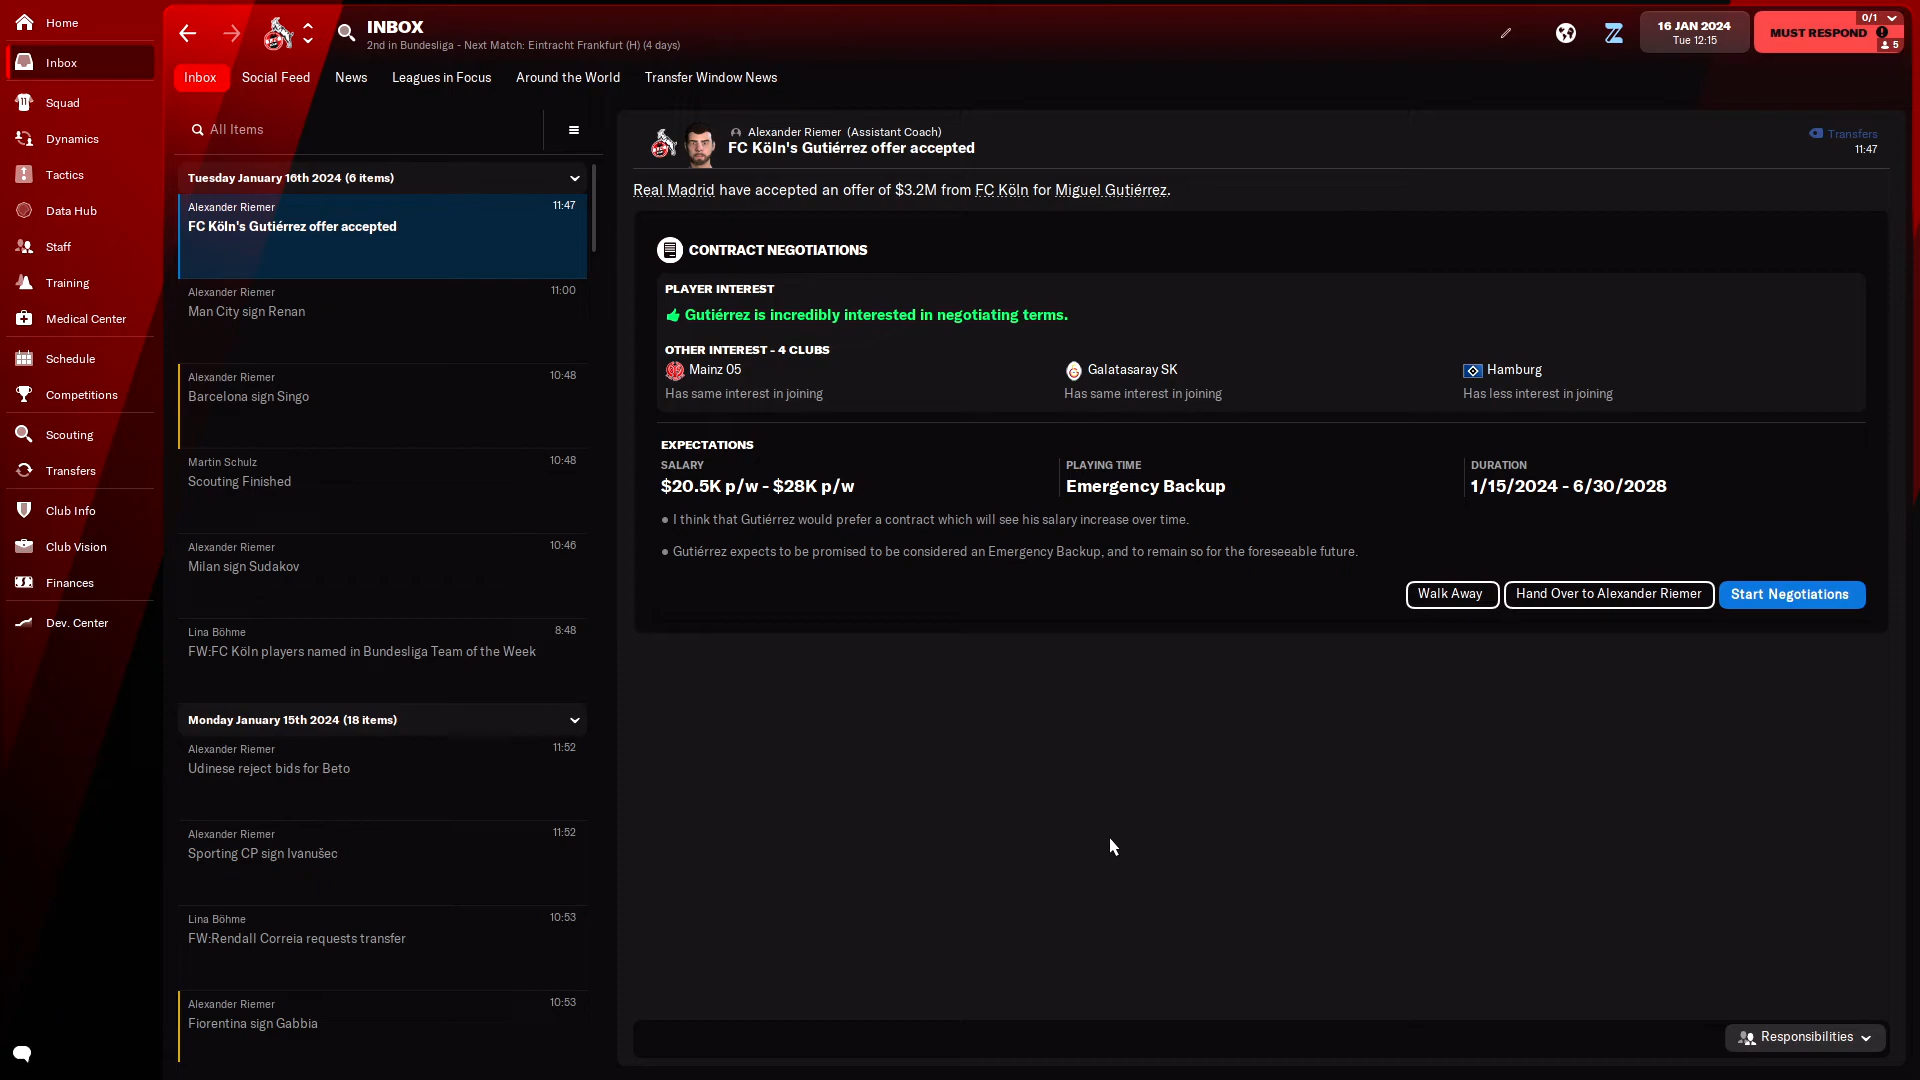 Home
Inbox
Squad
Dynamics
Tactics
Data Hub
Staff
Training
Medical Center
Schedule
Competitions
Scouting
Transfers
Club Info
Club Vision
Finances
Dev. Center
INBOX
2nd in Bundesliga - Next Match: Eintracht Frankfurt (H) (4 days)
16 JAN 2024
Tue 12:15
MUST RESPOND
0/1
5
Inbox
Social Feed
News
Leagues in Focus
Around the World
Transfer Window News
All Items
Tuesday January 16th 2024 (6 items)
Alexander Riemer 11:47
FC Köln's Gutiérrez offer accepted
Alexander Riemer 11:00
Man City sign Renan
Alexander Riemer 10:48
Barcelona sign Singo
Martin Schulz 10:48
Scouting Finished
Alexander Riemer 10:46
Milan sign Sudakov
Lina Böhme 8:48
FW:FC Köln players named in Bundesliga Team of the Week
Monday January 15th 2024 (18 items)
Alexander Riemer 11:52
Udinese reject bids for Beto
Alexander Riemer 11:52
Sporting CP sign Ivanušec
Lina Böhme 10:53
FW:Rendall Correia requests transfer
Alexander Riemer 10:53
Fiorentina sign Gabbia
Alexander Riemer (Assistant Coach)
FC Köln's Gutiérrez offer accepted
Transfers
11:47
Real Madrid have accepted an offer of $3.2M from FC Köln for Miguel Gutiérrez.
CONTRACT NEGOTIATIONS
PLAYER INTEREST
Gutiérrez is incredibly interested in negotiating terms.
OTHER INTEREST - 4 CLUBS
Mainz 05
Has same interest in joining
Galatasaray SK
Has same interest in joining
Hamburg
Has less interest in joining
EXPECTATIONS
SALARY
$20.5K p/w - $28K p/w
PLAYING TIME
Emergency Backup
DURATION
1/15/2024 - 6/30/2028
• I think that Gutiérrez would prefer a contract which will see his salary increase over time.
• Gutiérrez expects to be promised to be considered an Emergency Backup, and to remain so for the foreseeable future.
Walk Away
Hand Over to Alexander Riemer
Start Negotiations
Responsibilities